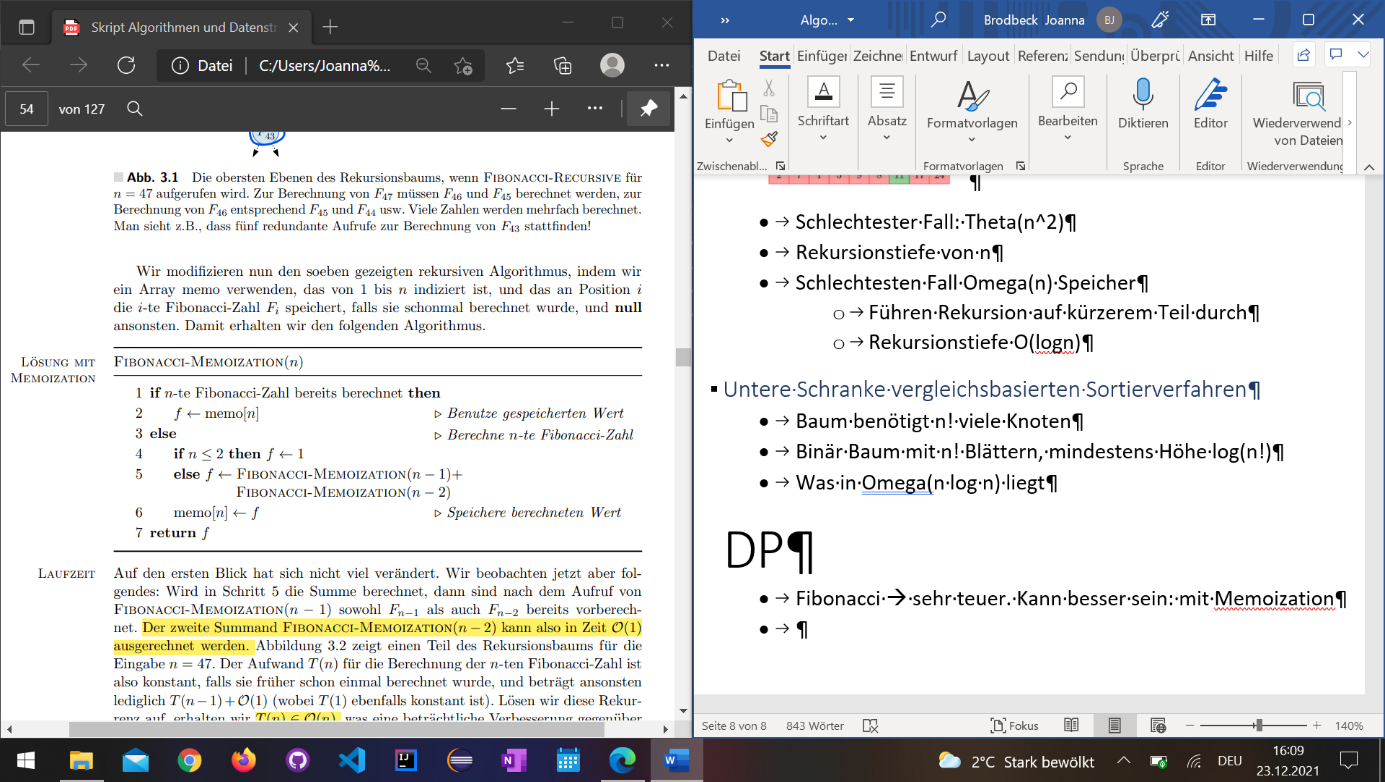 Skript Algorithmen und Datenstr
Datei
C:/Users/Joanna%...
54 von 127
43
Abb. 3.1 Die obersten Ebenen des Rekursionsbaums, wenn FIBONACCI-RECURSIVE für
n = 47 aufgerufen wird. Zur Berechnung von F47 müssen F46 und F45 berechnet werden, zur
Berechnung von F46 entsprechend F45 und F44 usw. Viele Zahlen werden mehrfach berechnet.
Man sieht z.B., dass fünf redundante Aufrufe zur Berechnung von F43 stattfinden!
Wir modifizieren nun den soeben gezeigten rekursiven Algorithmus, indem wir
ein Array memo verwenden, das von 1 bis n indiziert ist, und das an Position i
die i-te Fibonacci-Zahl Fi speichert, falls sie schonmal berechnet wurde, und null
ansonsten. Damit erhalten wir den folgenden Algorithmus.
LÖSUNG MIT
MEMOIZATION
FIBONACCI-MEMOIZATION(n)
1 if n-te Fibonacci-Zahl bereits berechnet then
2 f ← memo[n] ▷ Benutze gespeicherten Wert
3 else ▷ Berechne n-te Fibonacci-Zahl
4 if n ≤ 2 then f ← 1
5 else f ← FIBONACCI-MEMOIZATION(n − 1)+
FIBONACCI-MEMOIZATION(n − 2)
6 memo[n] ← f ▷ Speichere berechneten Wert
7 return f
LAUFZEIT
Auf den ersten Blick hat sich nicht viel verändert. Wir beobachten jetzt aber fol-
gendes: Wird in Schritt 5 die Summe berechnet, dann sind nach dem Aufruf von
FIBONACCI-MEMOIZATION(n − 1) sowohl Fn−1 als auch Fn−2 bereits vorberech-
net. Der zweite Summand FIBONACCI-MEMOIZATION(n − 2) kann also in Zeit O(1)
ausgerechnet werden. Abbildung 3.2 zeigt einen Teil des Rekursionsbaums für die
Eingabe n = 47. Der Aufwand T(n) für die Berechnung der n-ten Fibonacci-Zahl ist
also konstant, falls sie früher schon einmal berechnet wurde, und beträgt ansonsten
lediglich T(n−1)+O(1) (wobei T(1) ebenfalls konstant ist). Lösen wir diese Rekur-
renz auf, erhalten wir T(n) ∈ O(n), was eine beträchtliche Verbesserung gegenüber
Algo...
Brodbeck Joanna BJ
Datei Start Einfüger Zeichne Entwurf Layout Referenz Sendung Überprü Ansicht Hilfe
Einfügen Schriftart Absatz Formatvorlagen Bearbeiten Diktieren Editor Wiederverwend
von Dateien
Zwischenabl... Formatvorlagen Sprache Editor Wiederverwendung
¶
→ Schlechtester·Fall:·Theta(n^2)¶
→ Rekursionstiefe·von·n¶
→ Schlechtesten·Fall·Omega(n)·Speicher¶
o → Führen·Rekursion·auf·kürzerem·Teil·durch¶
o → Rekursionstiefe·O(logn)¶
Untere·Schranke·vergleichsbasierten·Sortierverfahren¶
→ Baum·benötigt·n!·viele·Knoten¶
→ Binär·Baum·mit·n!·Blättern,·mindestens·Höhe·log(n!)¶
→ Was·in·Omega(n·log·n)·liegt¶
DP¶
→ Fibonacci·→·sehr·teuer.·Kann·besser·sein:·mit·Memoization¶
→ ¶
Seite 8 von 8 843 Wörter Fokus 140%
2°C Stark bewölkt DEU 16:09
23.12.2021